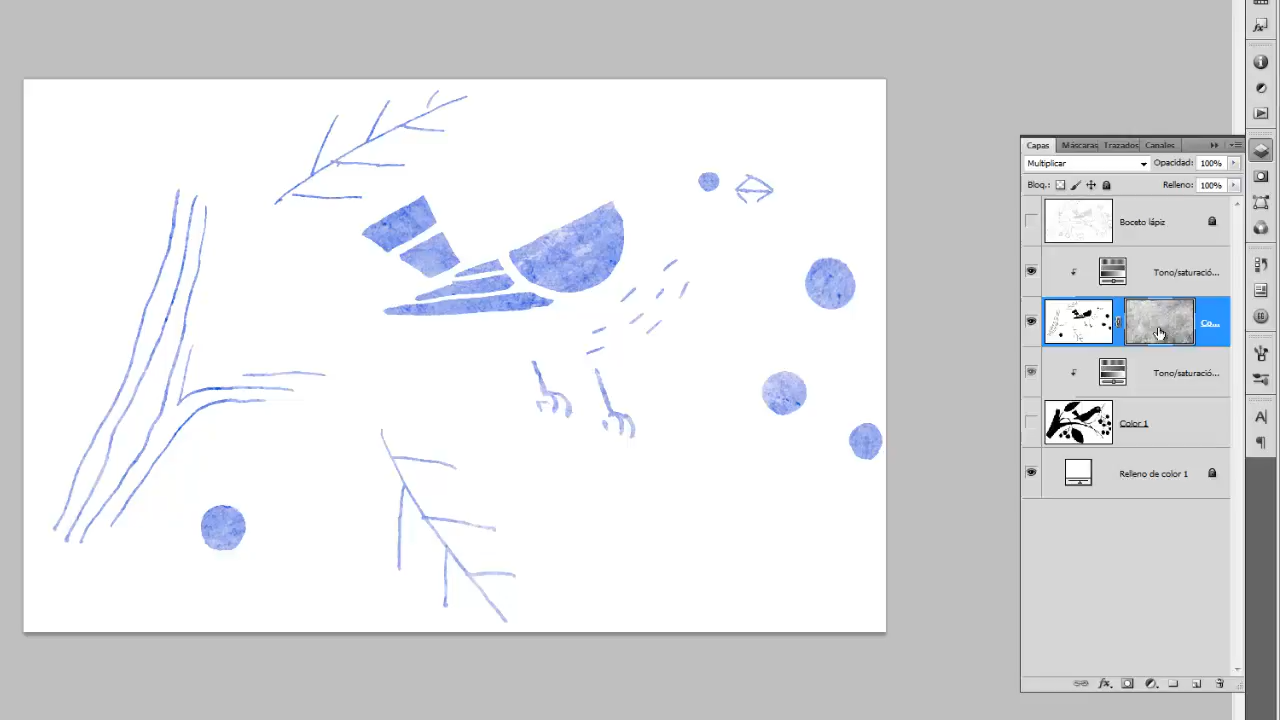 Capas Máscaras Trazados Canales
Multiplicar Opacidad: 100%
Bloq.: Relleno: 100%
Boceto lápiz
Tono/saturació...
Co...
Tono/saturació...
Color 1
Relleno de color 1